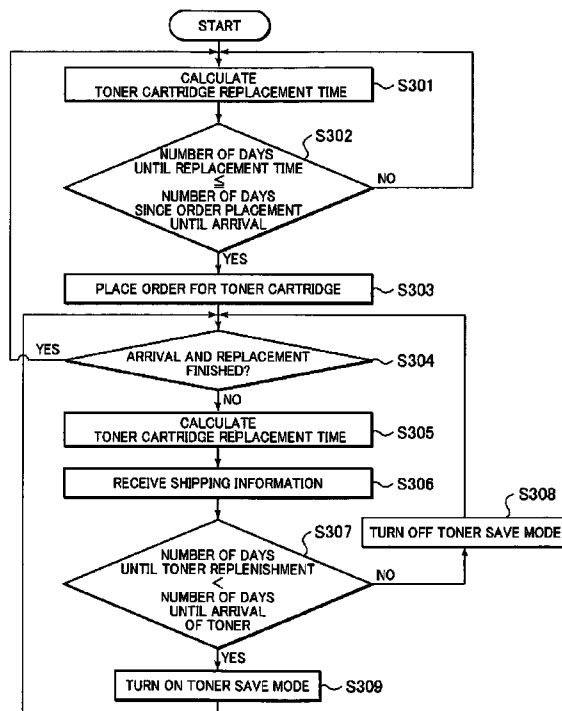 START
CALCULATE
TONER CARTRIDGE REPLACEMENT TIME
S301
S302
NUMBER OF DAYS
UNTIL REPLACEMENT TIME
≦
NUMBER OF DAYS
SINCE ORDER PLACEMENT
UNTIL ARRIVAL
NO
YES
PLACE ORDER FOR TONER CARTRIDGE
S303
YES
ARRIVAL AND REPLACEMENT
FINISHED?
S304
NO
CALCULATE
TONER CARTRIDGE REPLACEMENT TIME
S305
RECEIVE SHIPPING INFORMATION
S306
S307
S308
TURN OFF TONER SAVE MODE
NUMBER OF DAYS
UNTIL TONER REPLENISHMENT
<
NUMBER OF DAYS
UNTIL ARRIVAL
OF TONER
NO
YES
TURN ON TONER SAVE MODE
S309